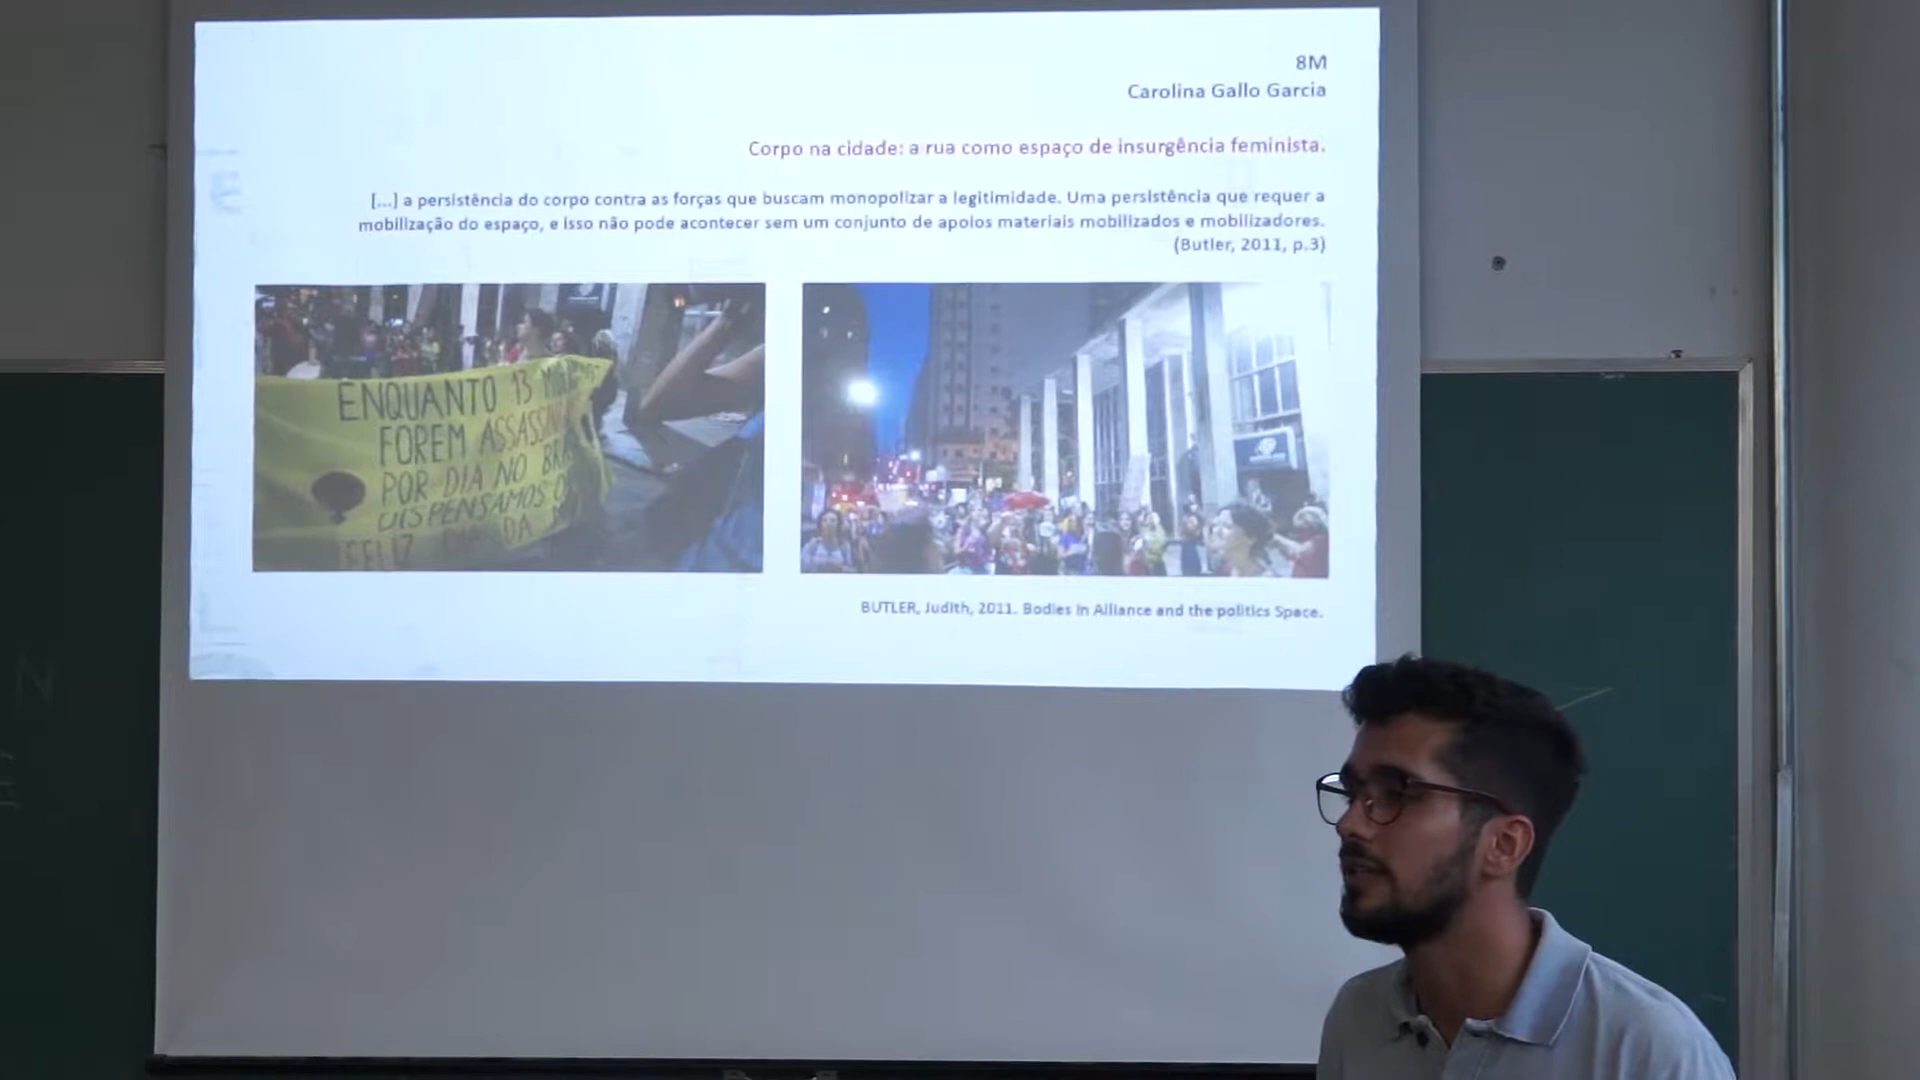 8M
Carolina Gallo Garcia
Corpo na cidade: a rua como espaço de insurgência feminista.
[...] a persistência do corpo contra as forças que buscam monopolizar a legitimidade. Uma persistência que requer a
mobilização do espaço, e isso não pode acontecer sem um conjunto de apoios materiais mobilizados e mobilizadores.
(Butler, 2011, p.3)
ENQUANTO 13
FOREM
POR DIA NO
DISPENSAMOS
FELIZ DIA DA
BUTLER, Judith, 2011. Bodies in Alliance and the politics Space.
N